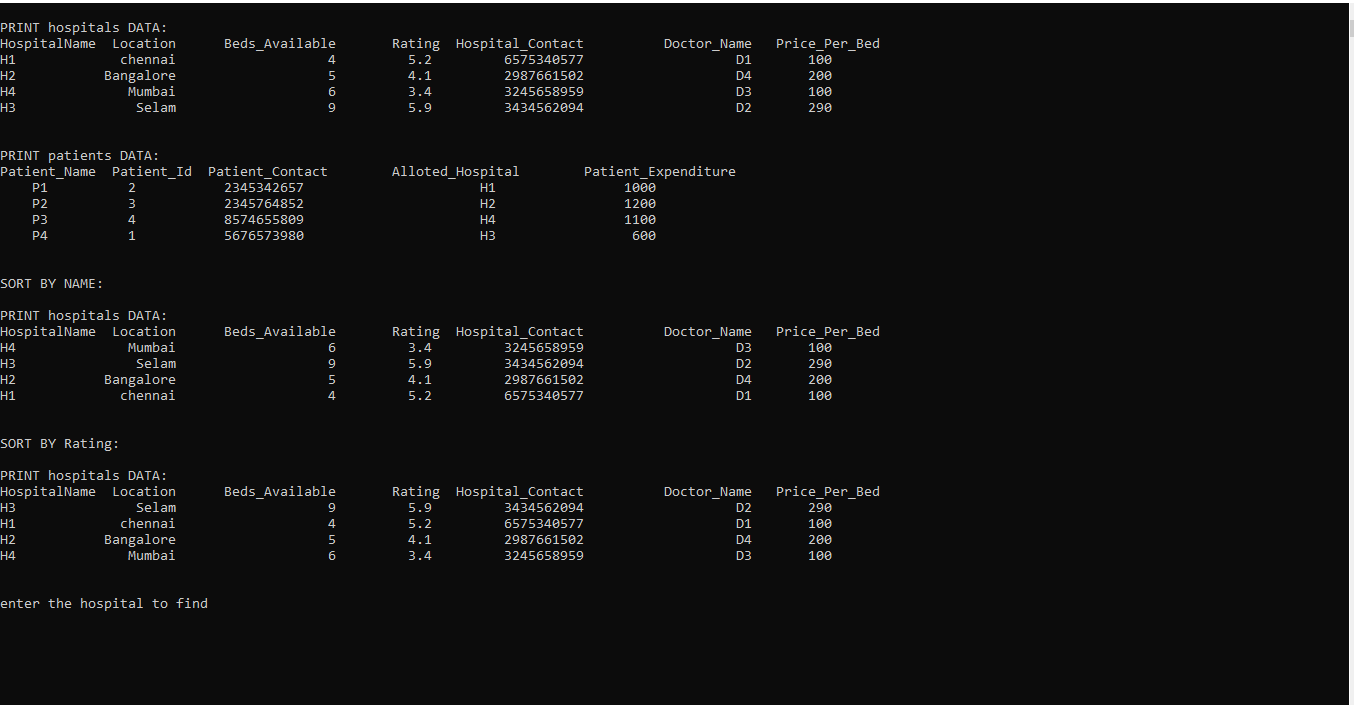 PRINT hospitals DATA:
HospitalName Location Beds_Available Rating Hospital_Contact Doctor_Name Price_Per_Bed
H1 chennai 4 5.2 6575340577 D1 100
H2 Bangalore 5 4.1 2987661502 D4 200
H4 Mumbai 6 3.4 3245658959 D3 100
H3 Selam 9 5.9 3434562094 D2 290
PRINT patients DATA:
Patient_Name Patient_Id Patient_Contact Alloted_Hospital Patient_Expenditure
P1 2 2345342657 H1 1000
P2 3 2345764852 H2 1200
P3 4 8574655809 H4 1100
P4 1 5676573980 H3 600
SORT BY NAME:
PRINT hospitals DATA:
HospitalName Location Beds_Available Rating Hospital_Contact Doctor_Name Price_Per_Bed
H4 Mumbai 6 3.4 3245658959 D3 100
H3 Selam 9 5.9 3434562094 D2 290
H2 Bangalore 5 4.1 2987661502 D4 200
H1 chennai 4 5.2 6575340577 D1 100
SORT BY Rating:
PRINT hospitals DATA:
HospitalName Location Beds_Available Rating Hospital_Contact Doctor_Name Price_Per_Bed
H3 Selam 9 5.9 3434562094 D2 290
H1 chennai 4 5.2 6575340577 D1 100
H2 Bangalore 5 4.1 2987661502 D4 200
H4 Mumbai 6 3.4 3245658959 D3 100
enter the hospital to find